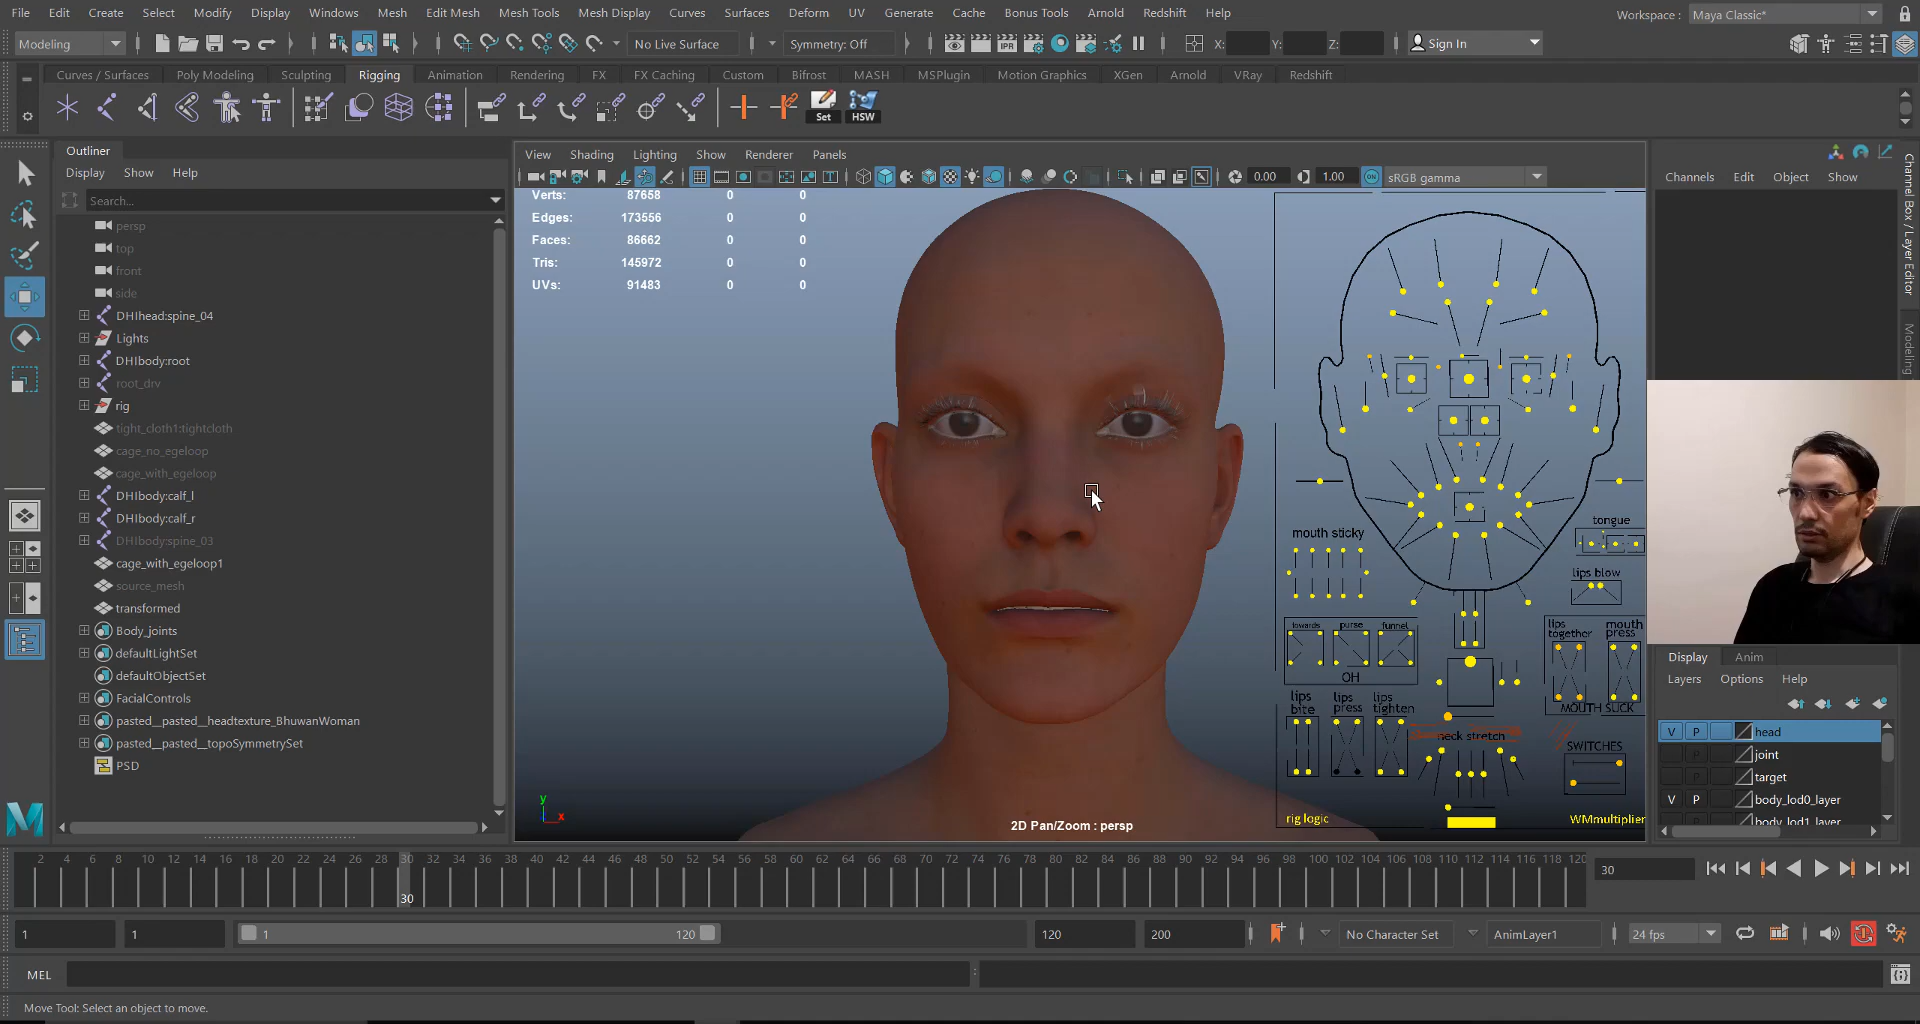 File Edit Create Select Modify Display Windows Mesh Edit Mesh Mesh Tools Mesh Display Curves Surfaces Deform UV Generate Cache Bonus Tools Arnold Redshift Help
Workspace : Maya Classic*
Modeling
No Live Surface
Symmetry: Off
IPR
X:
Y:
Z:
Sign In
Curves / Surfaces Poly Modeling Sculpting Rigging Animation Rendering FX FX Caching Custom Bifrost MASH MSPlugin Motion Graphics XGen Arnold VRay Redshift
Set
HSW
Outliner
Display Show Help
Search...
persp
top
front
side
DHIhead:spine_04
Lights
DHIbody:root
root_drv
rig
tight_cloth1:tightcloth
cage_no_egeloop
cage_with_egeloop
DHIbody:calf_l
DHIbody:calf_r
DHIbody:spine_03
cage_with_egeloop1
source_mesh
transformed
Body_joints
defaultLightSet
defaultObjectSet
FacialControls
pasted__pasted__headtexture_BhuwanWoman
pasted__pasted__topoSymmetrySet
PSD
View Shading Lighting Show Renderer Panels
0.00
1.00
ON
sRGB gamma
Verts: 87658 0 0
Edges: 173556 0 0
Faces: 86662 0 0
Tris: 145972 0 0
UVs: 91483 0 0
mouth sticky
tongue
lips blow
towards
purse
funnel
OH
lips together
mouth press
lips bite
lips press
lips tighten
MOUTH SUCK
neck stretch
SWITCHES
rig logic
WMmultiplier
y
x
2D Pan/Zoom : persp
Channels Edit Object Show
Channel Box / Layer Editor
Display Anim
Layers Options Help
V P head
P joint
P target
V P body_lod0_layer
body_lod1_layer
2 4 6 8 10 12 14 16 18 20 22 24 26 28 30 32 34 36 38 40 42 44 46 48 50 52 54 56 58 60 62 64 66 68 70 72 74 76 78 80 82 84 86 88 90 92 94 96 98 100 102 104 106 108 110 112 114 116 118 120
30
30
1
1
1
120
120
200
No Character Set
AnimLayer1
24 fps
MEL
Move Tool: Select an object to move.